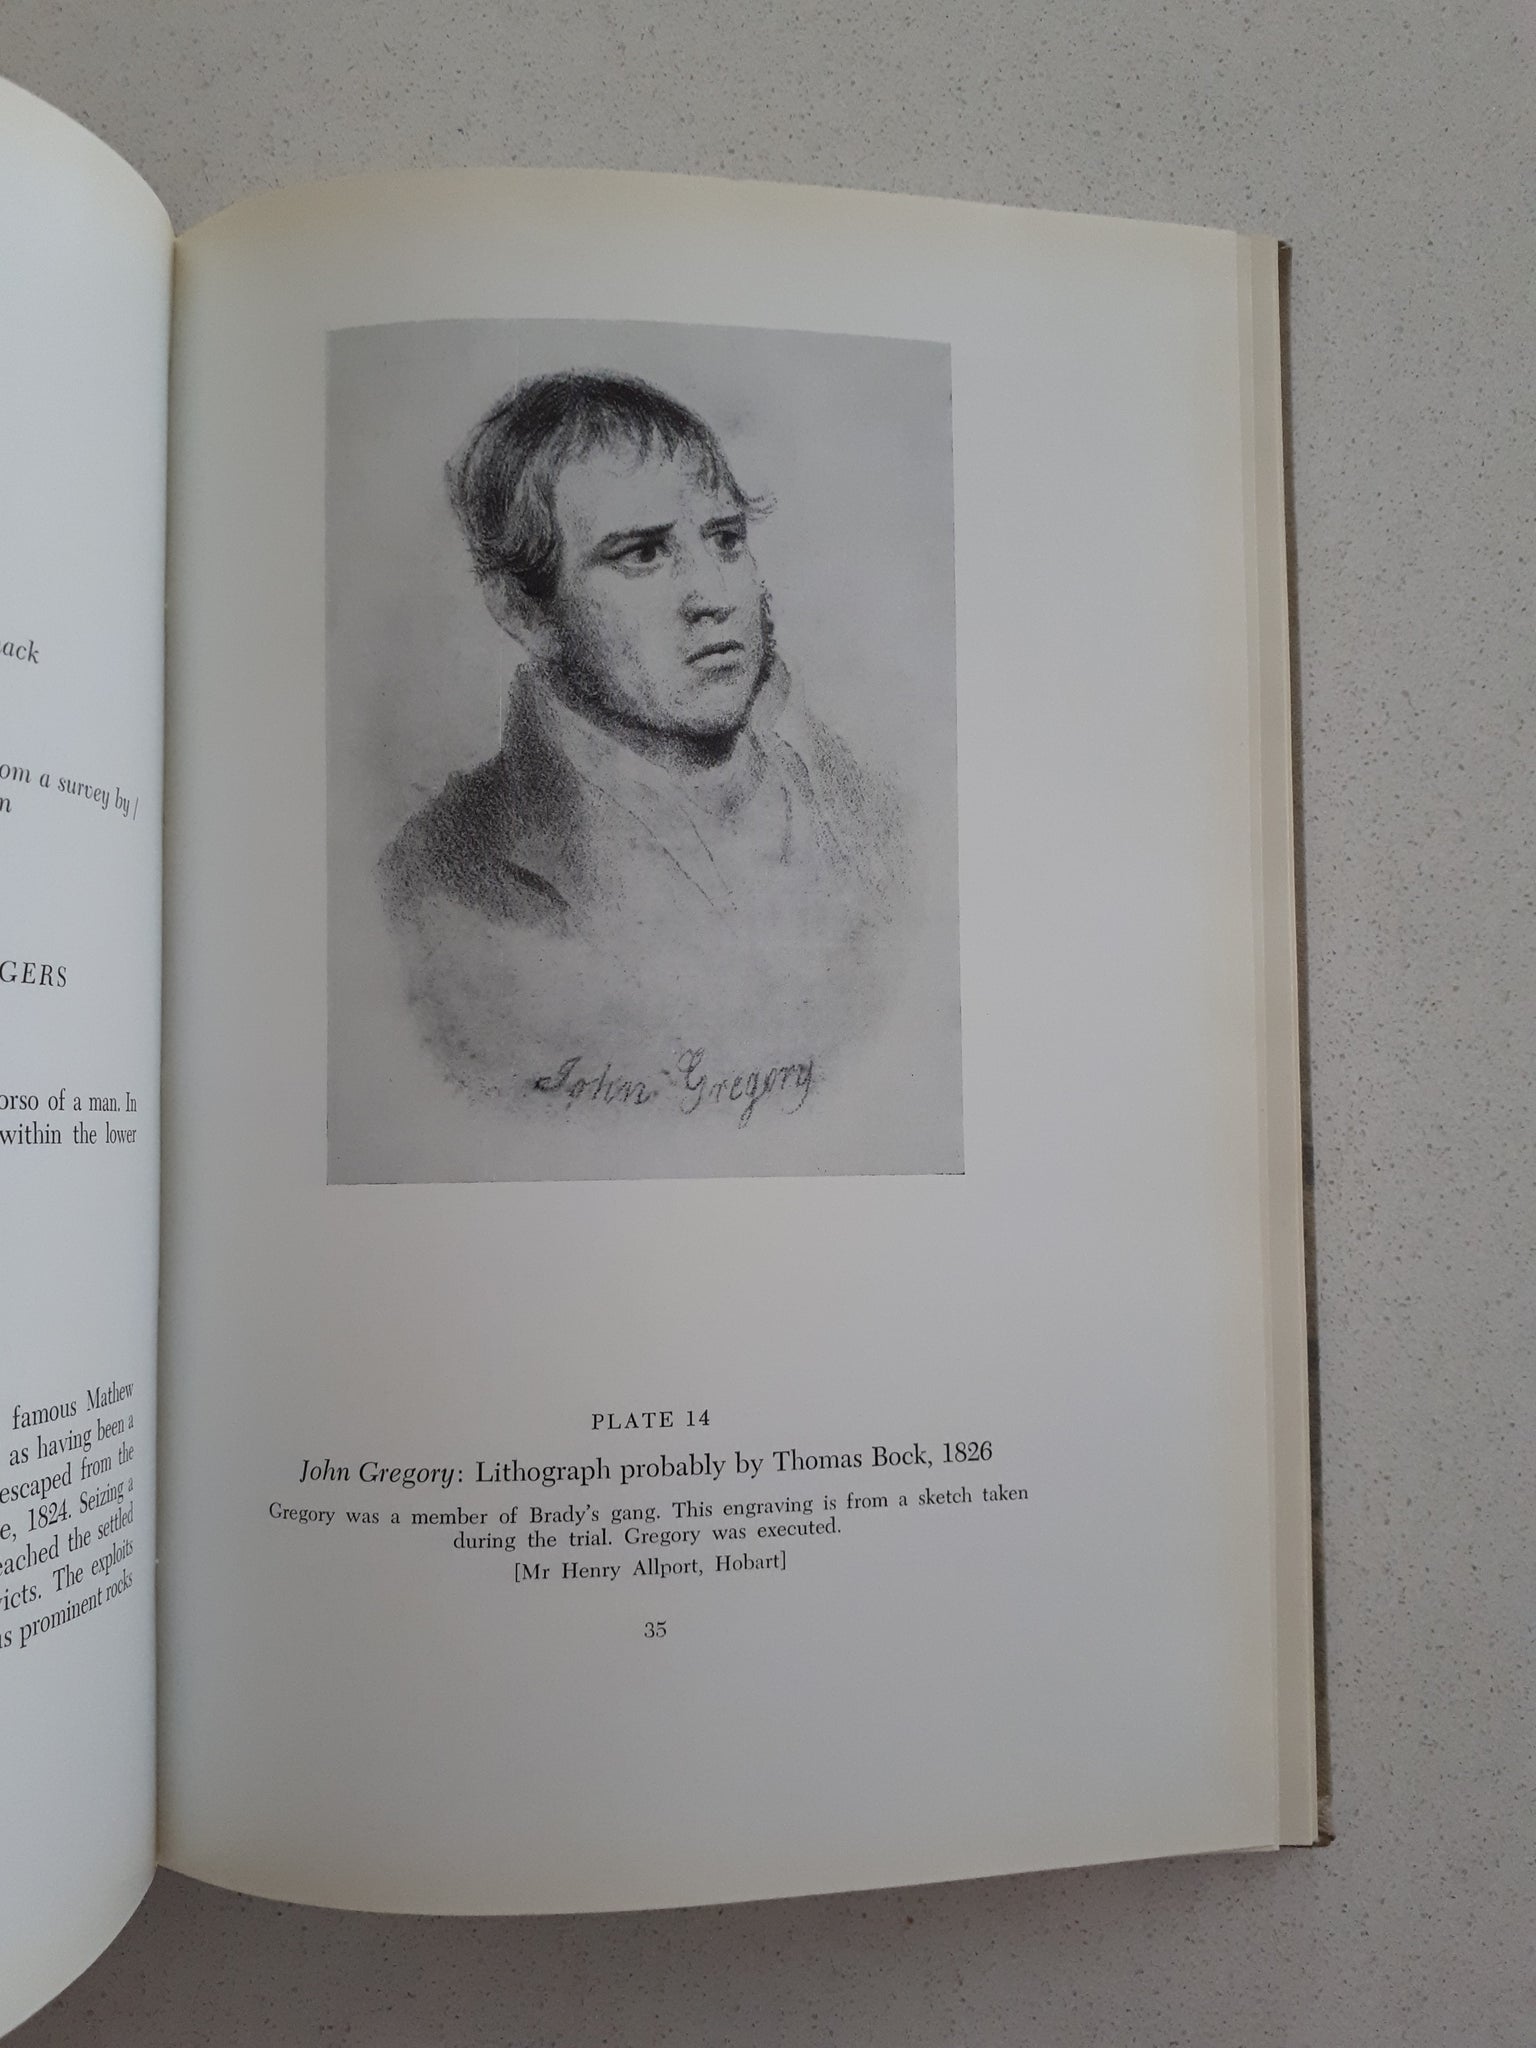 ack
om a survey by
n
GERS
orso of a man. In
within the lower
famous Mathew
as having been a
escaped from the
e, 1824. Seizing a
eached the settled
icts. The exploits
as prominent rocks
John Gregory
PLATE 14
John Gregory: Lithograph probably by Thomas Bock, 1826
Gregory was a member of Brady's gang. This engraving is from a sketch taken
during the trial. Gregory was executed.
[Mr Henry Allport, Hobart]
35